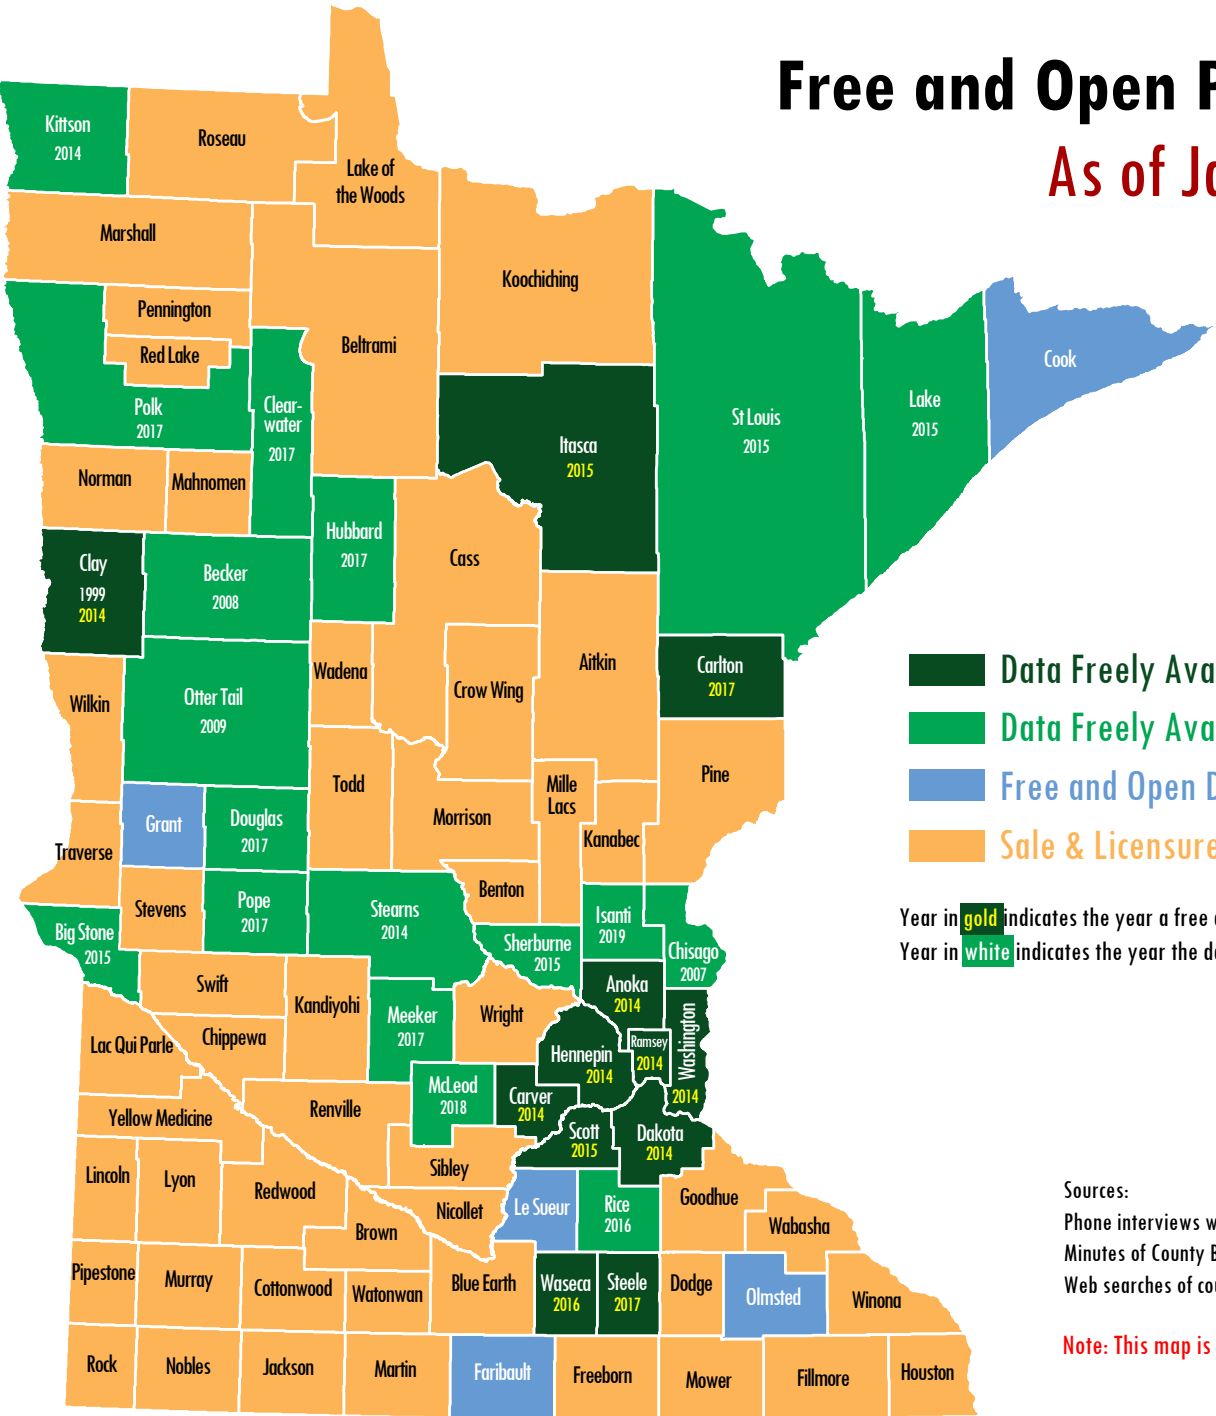 Free and Open P
As of Ja
Kittson
2014
Roseau
Lake of
the Woods
Marshall
Koochiching
Pennington
Red Lake
Beltrami
Cook
Polk
2017
Clear-
water
2017
St Louis
2015
Lake
2015
Itasca
2015
Norman
Mahnomen
Hubbard
2017
Cass
Clay
1999
2014
Becker
2008
Wadena
Aitkin
Carlton
2017
Crow Wing
Wilkin
Otter Tail
2009
Data Freely Ava
Data Freely Ava
Free and Open D
Sale & Licensure
Todd
Mille
Lacs
Pine
Grant
Douglas
2017
Morrison
Kanabec
Traverse
Benton
Stevens
Pope
2017
Stearns
2014
Isanti
2019
Year in gold indicates the year a free a
Year in white indicates the year the da
Big Stone
2015
Sherburne
2015
Chisago
2007
Swift
Kandiyohi
Anoka
2014
Wright
Meeker
2017
Chippewa
Lac Qui Parle
Hennepin
2014
Ramsey
2014
Washington
2014
McLeod
2018
Carver
2014
Renville
Yellow Medicine
Scott
2015
Dakota
2014
Lincoln
Lyon
Redwood
Sibley
Nicollet
Le Sueur
Rice
2016
Goodhue
Wabasha
Sources:
Phone interviews w
Minutes of County B
Web searches of cou
Brown
Pipestone
Murray
Cottonwood
Watonwan
Blue Earth
Waseca
2016
Steele
2017
Dodge
Olmsted
Winona
Note: This map is
Rock
Nobles
Jackson
Martin
Faribault
Freeborn
Mower
Fillmore
Houston